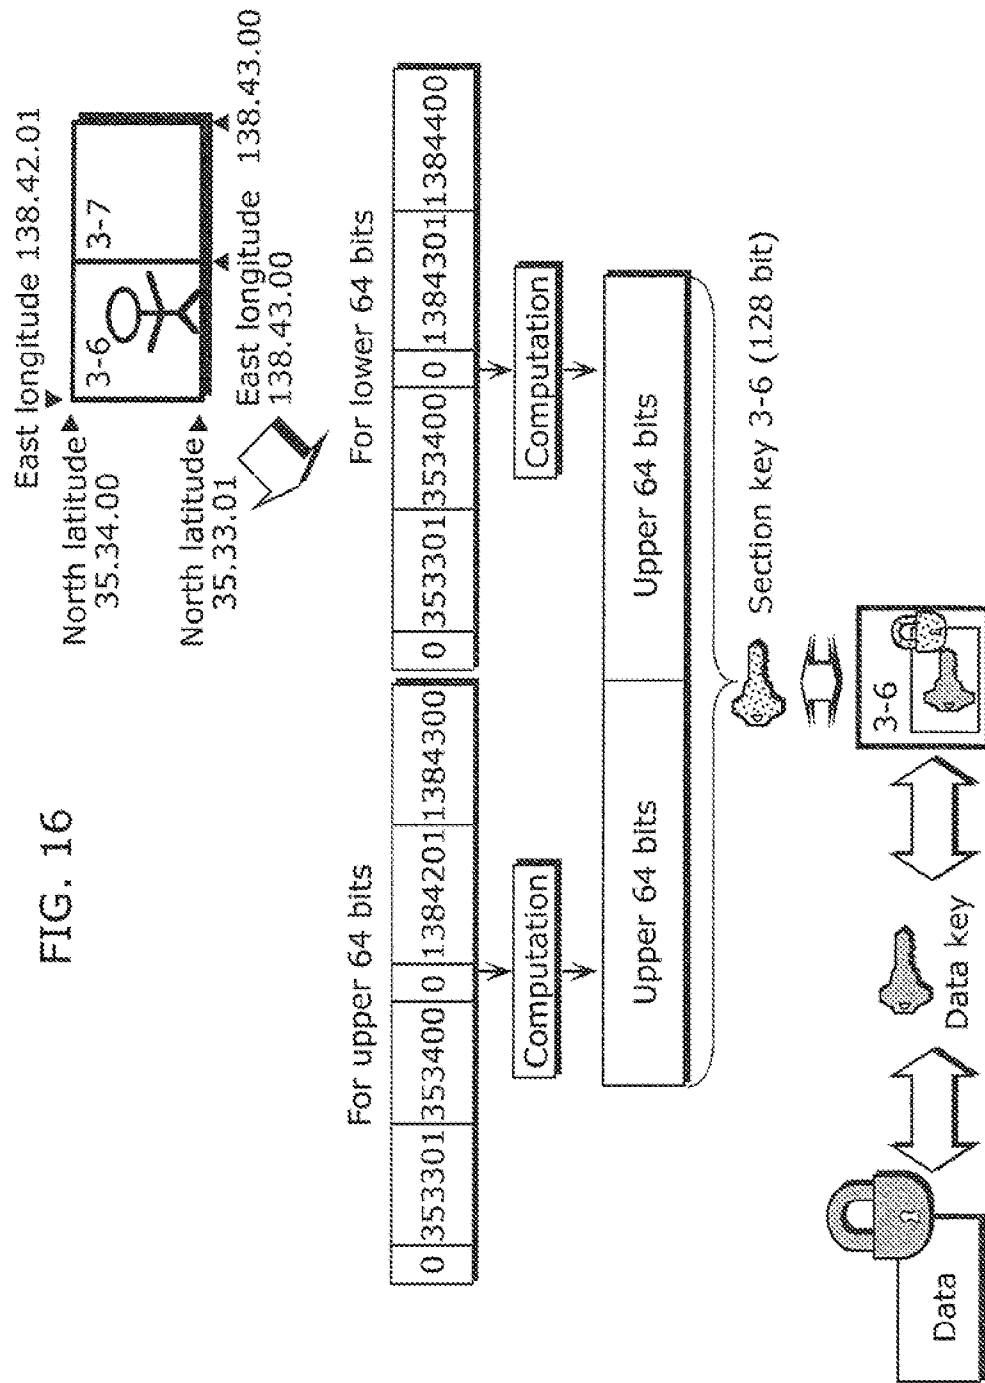 FIG. 16
East longitude 138.42.01
North latitude
35.34.00
3-6
3-7
North latitude
35.33.01
East longitude
138.43.00
138.43.00
For upper 64 bits
For lower 64 bits
0 353301 353400 0 1384201 1384300
0 353301 353400 0 1384301 1384400
Computation
Computation
Upper 64 bits
Upper 64 bits
Section key 3-6 (128 bit)
Data
Data key
3-6